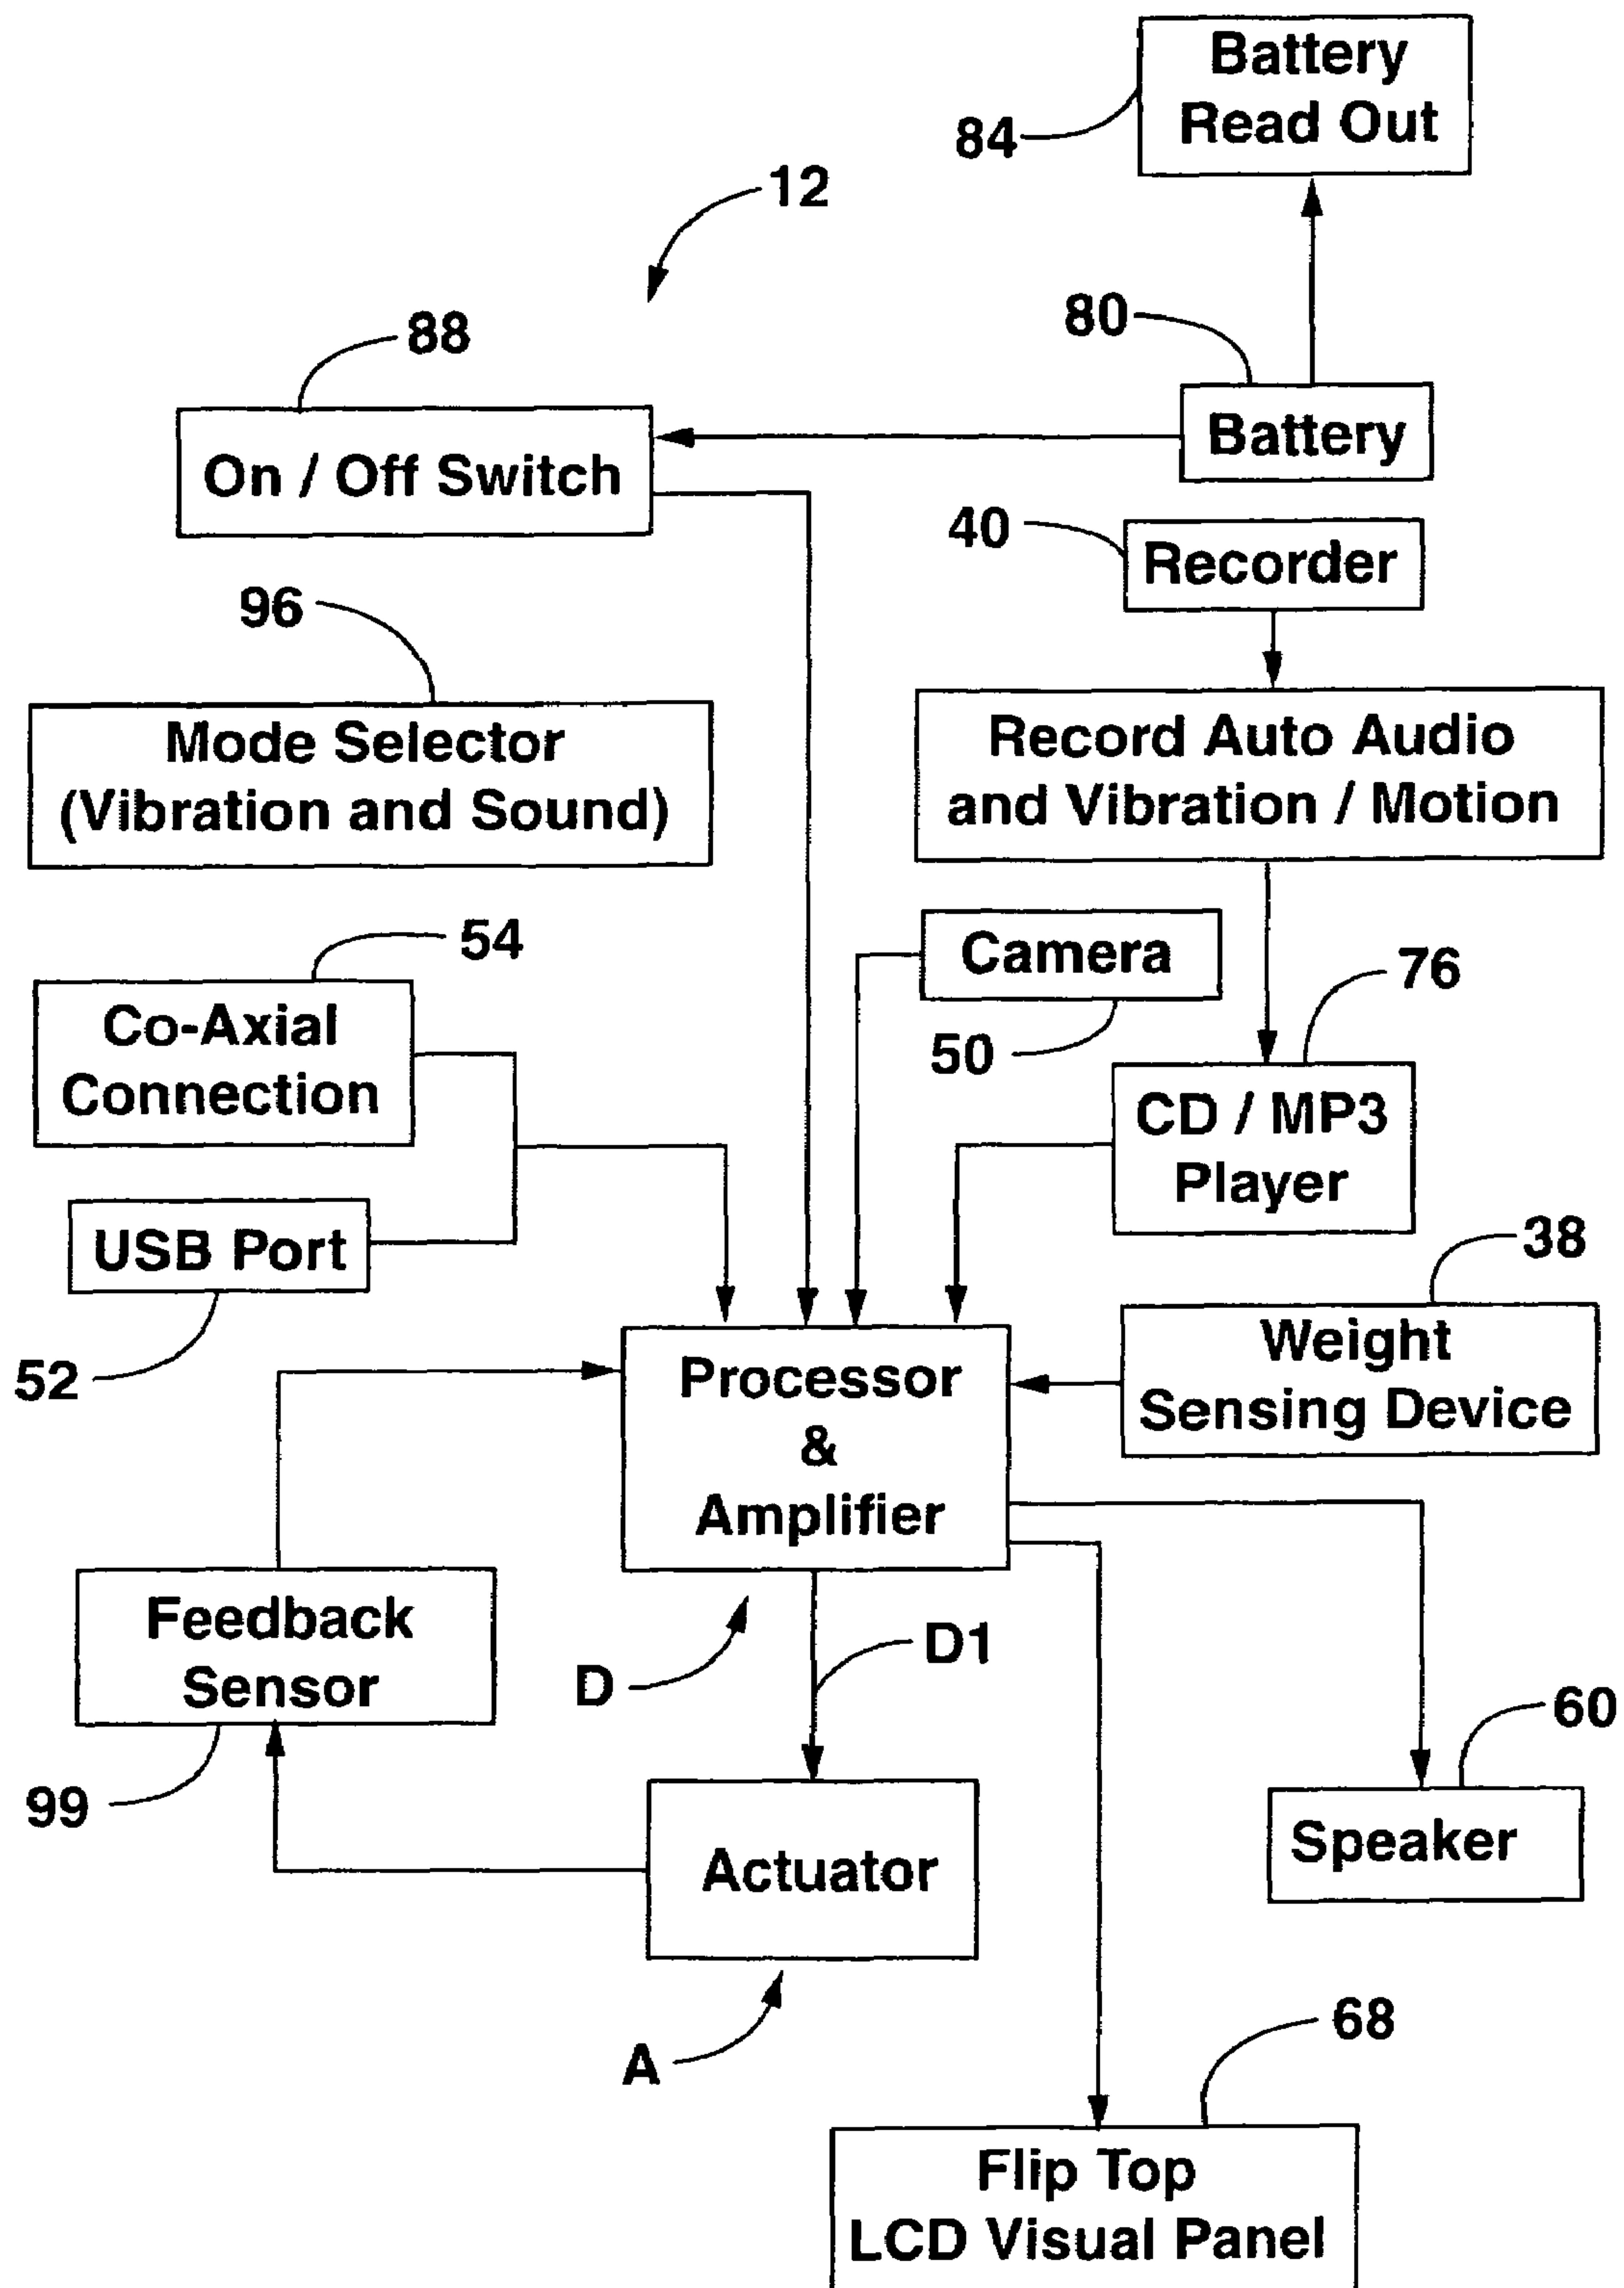 Battery
Read Out
84
12
80
88
Battery
On / Off Switch
40
Recorder
96
Mode Selector
(Vibration and Sound)
Record Auto Audio
and Vibration / Motion
54
Camera
76
Co-Axial
Connection
50
CD / MP3
Player
USB Port
38
52
Weight
Sensing Device
Processor
&
Amplifier
Feedback
Sensor
D
D1
60
99
Actuator
Speaker
A
68
Flip Top
LCD Visual Panel